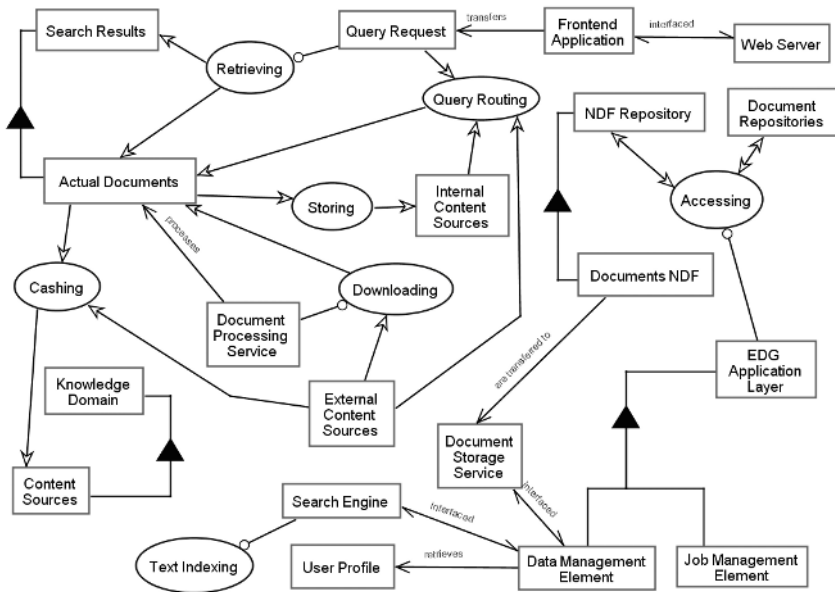 Search Results
Query Request
transfers
Frontend
Application
interfaced
Web Server
Retrieving
Query Routing
NDF Repository
Document
Repositories
Actual Documents
Storing
Internal
Content
Sources
Accessing
processes
Cashing
Downloading
Documents NDF
Document
Processing
Service
are transferred to
EDG
Application
Layer
Knowledge
Domain
External
Content
Sources
Document
Storage
Service
Content
Sources
Search Engine
Interfaced
interfaced
Text Indexing
User Profile
retrieves
Data Management
Element
Job Management
Element